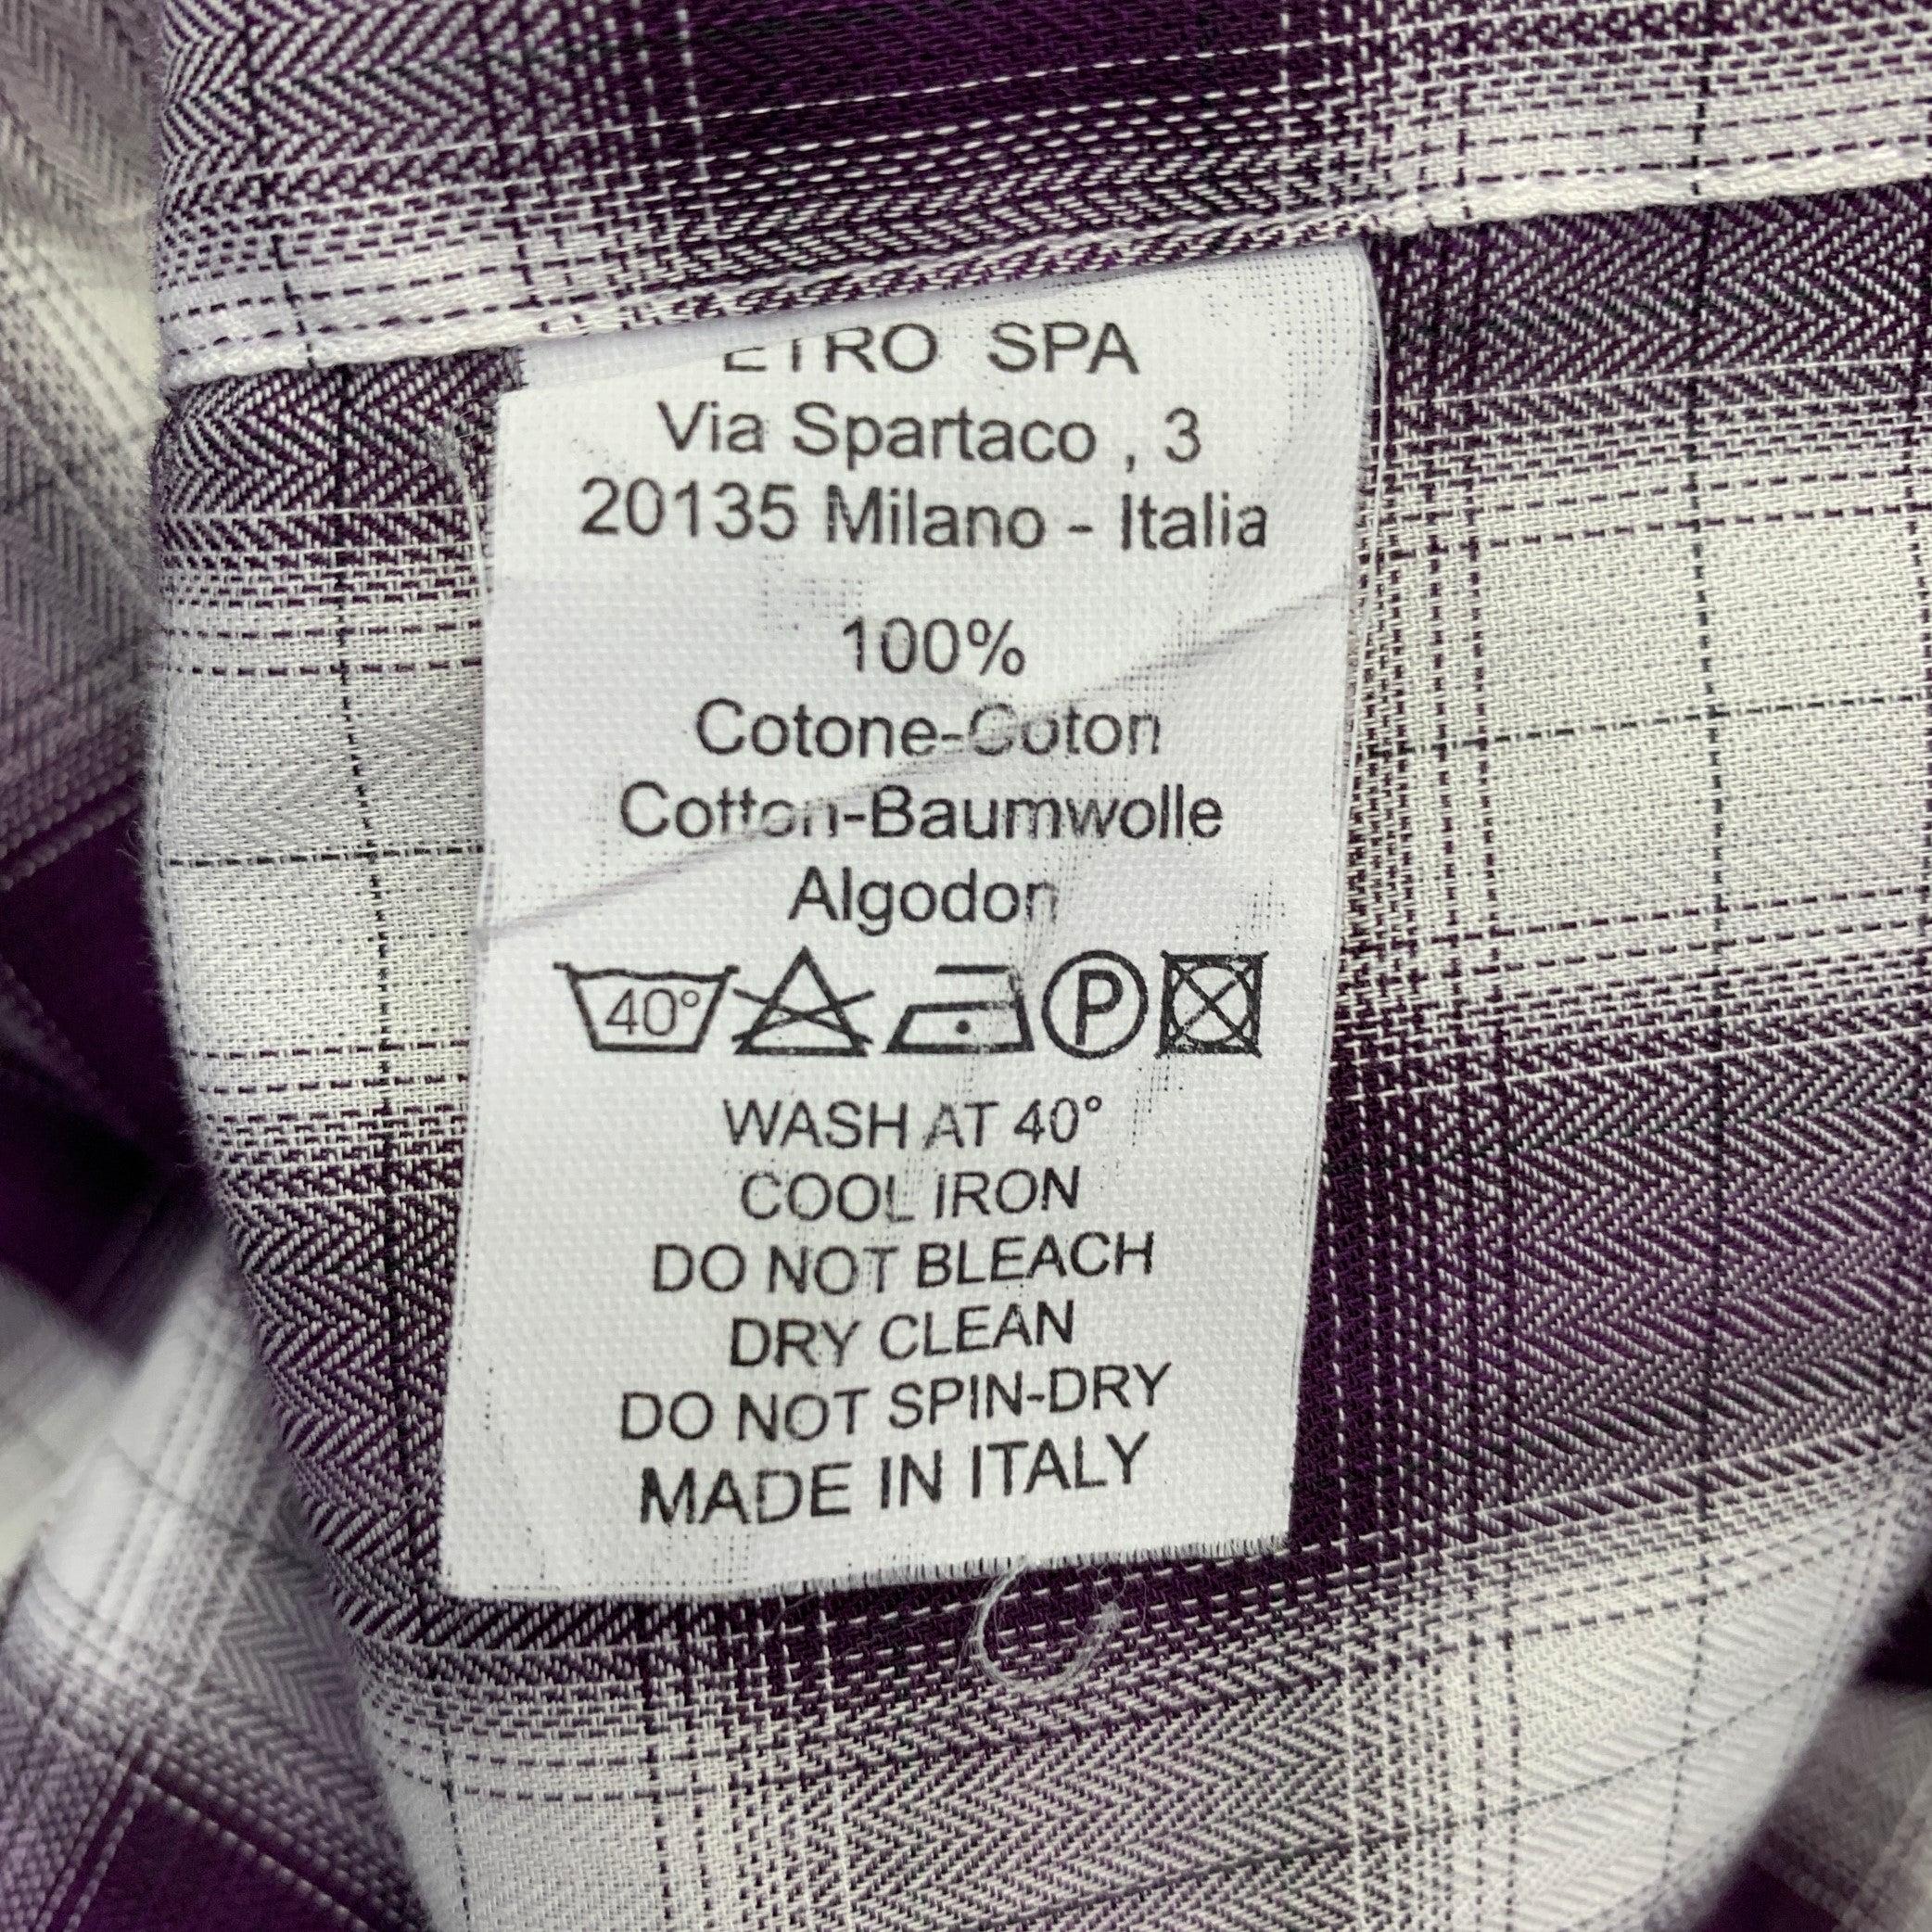 ETRO SPA
Via Spartaco , 3
20135 Milano - Italia
100%
Cotone-Coton
Cotton-Baumwolle
Algodon
40° P
WASH AT 40°
COOL IRON
DO NOT BLEACH
DRY CLEAN
DO NOT SPIN-DRY
MADE IN ITALY